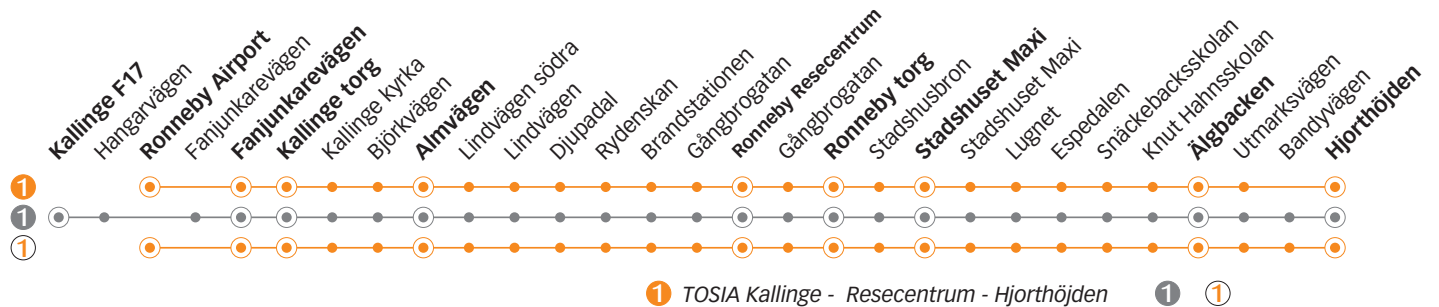 Kallinge F17
Hangarvägen
Ronneby Airport
Fanjunkarevägen
Fanjunkarevägen
Kallinge torg
Kallinge Kyrka
Björkvägen
Almvägen
Lindvägen södra
Lindvägen
Djupadal
Rydenskan
Brandstationen
Gångbrogatan
Ronneby Resecentrum
Gångbrogatan
Ronneby torg
Stadshusbron
Stadshuset Maxi
Stadshuset Maxi
Lugnet
Espedalen
Snäckebacksskolan
Knut Hahnsskolan
Älgbacken
Utmarksvägen
Bandyvägen
Hjorthöjden
1
1
1
1 TOSIA Kallinge - Resecentrum - Hjorthöjden 1 1